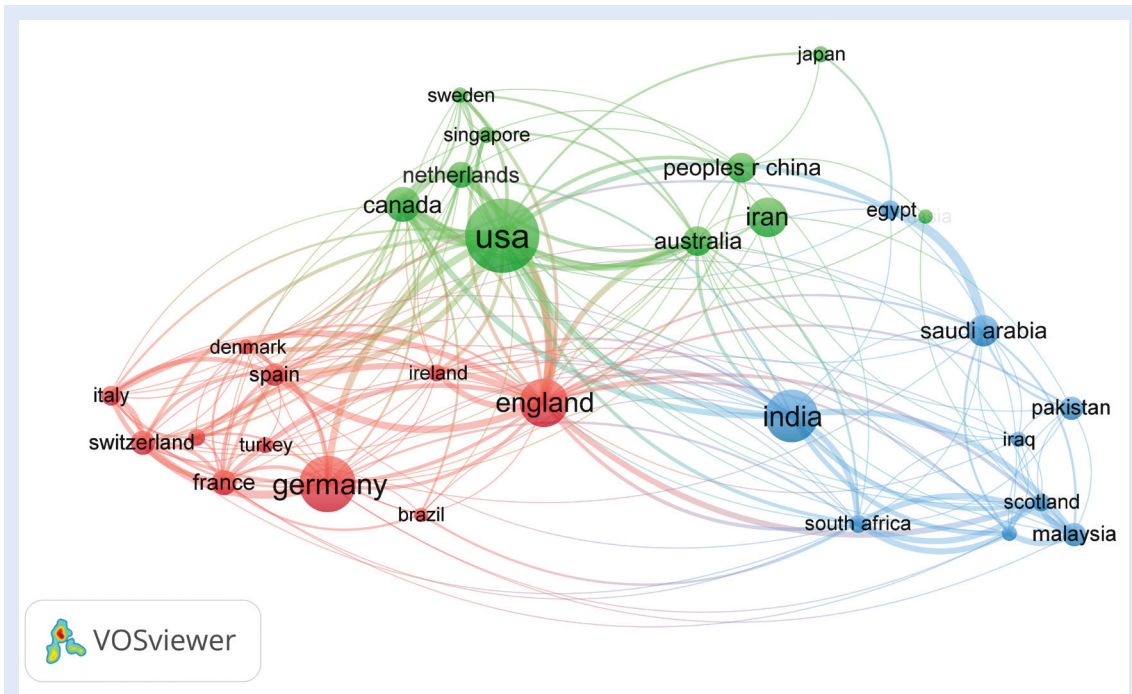 japan
sweden
singapore
netherlands
peoples r china
canada
egypt
iran
usa
australia
saudi arabia
denmark
spain
ireland
italy
england
pakistan
india
switzerland
turkey
iraq
france
germany
scotland
brazil
south africa
malaysia
VOSviewer